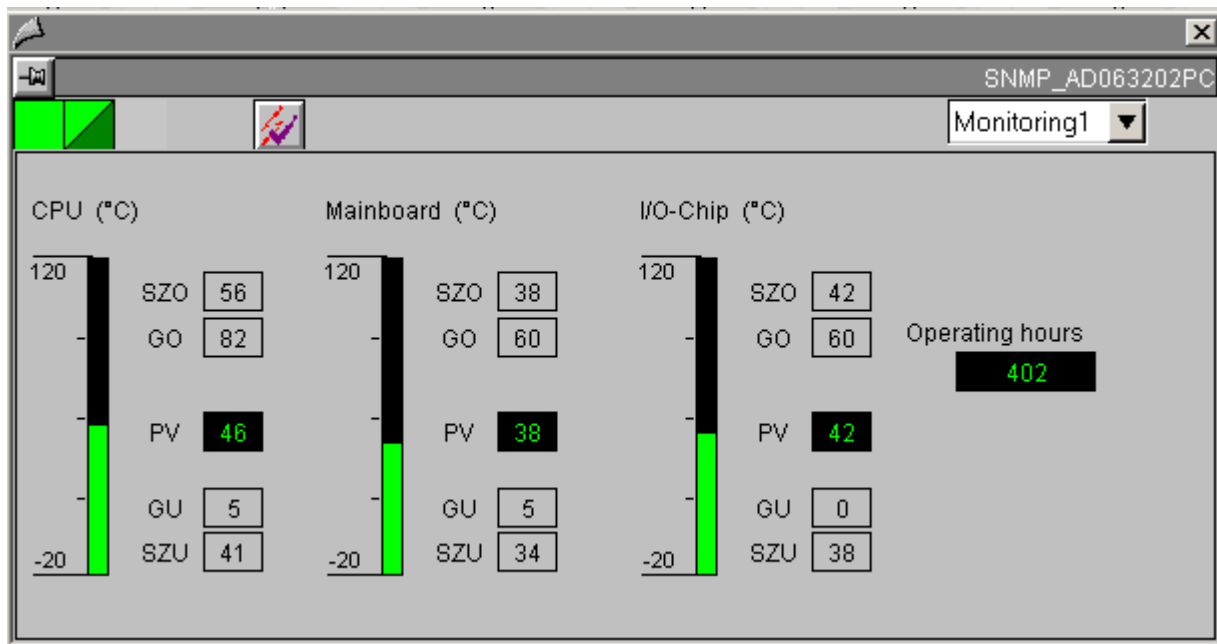 SNMP_AD063202PC
Monitoring1
CPU (°C) Mainboard (°C) I/O-Chip (°C)
120 120 120
SZO 56 SZO 38 SZO 42
GO 82 GO 60 GO 60 Operating hours
402
PV 46 PV 38 PV 42
GU 5 GU 5 GU 0
SZU 41 SZU 34 SZU 38
-20 -20 -20